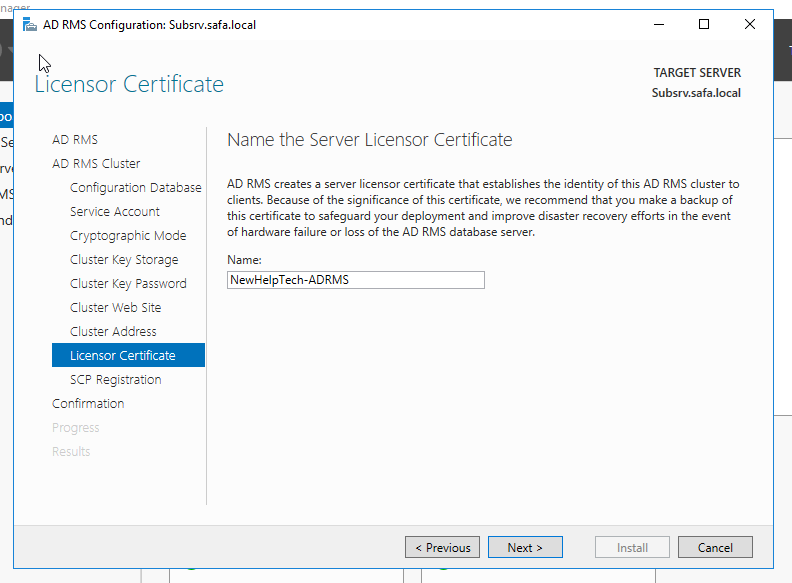 nager
AD RMS Configuration: Subsrv.safa.local
Licensor Certificate
TARGET SERVER
Subsrv.safa.local
AD RMS
AD RMS Cluster
Configuration Database
Service Account
Cryptographic Mode
Cluster Key Storage
Cluster Key Password
Cluster Web Site
Cluster Address
Licensor Certificate
SCP Registration
Confirmation
Progress
Results
Name the Server Licensor Certificate
AD RMS creates a server licensor certificate that establishes the identity of this AD RMS cluster to
clients. Because of the significance of this certificate, we recommend that you make a backup of
this certificate to safeguard your deployment and improve disaster recovery efforts in the event
of hardware failure or loss of the AD RMS database server.
Name:
NewHelpTech-ADRMS
< Previous
Next >
Install
Cancel